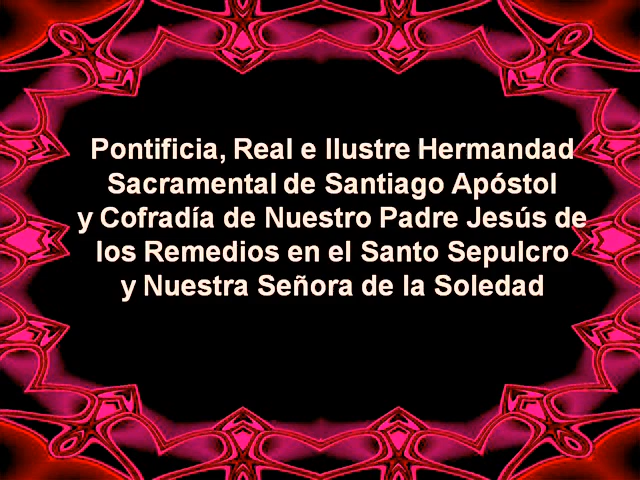 Pontificia, Real e Ilustre Hermandad
Sacramental de Santiago Apóstol
y Cofradía de Nuestro Padre Jesús de
los Remedios en el Santo Sepulcro
y Nuestra Señora de la Soledad